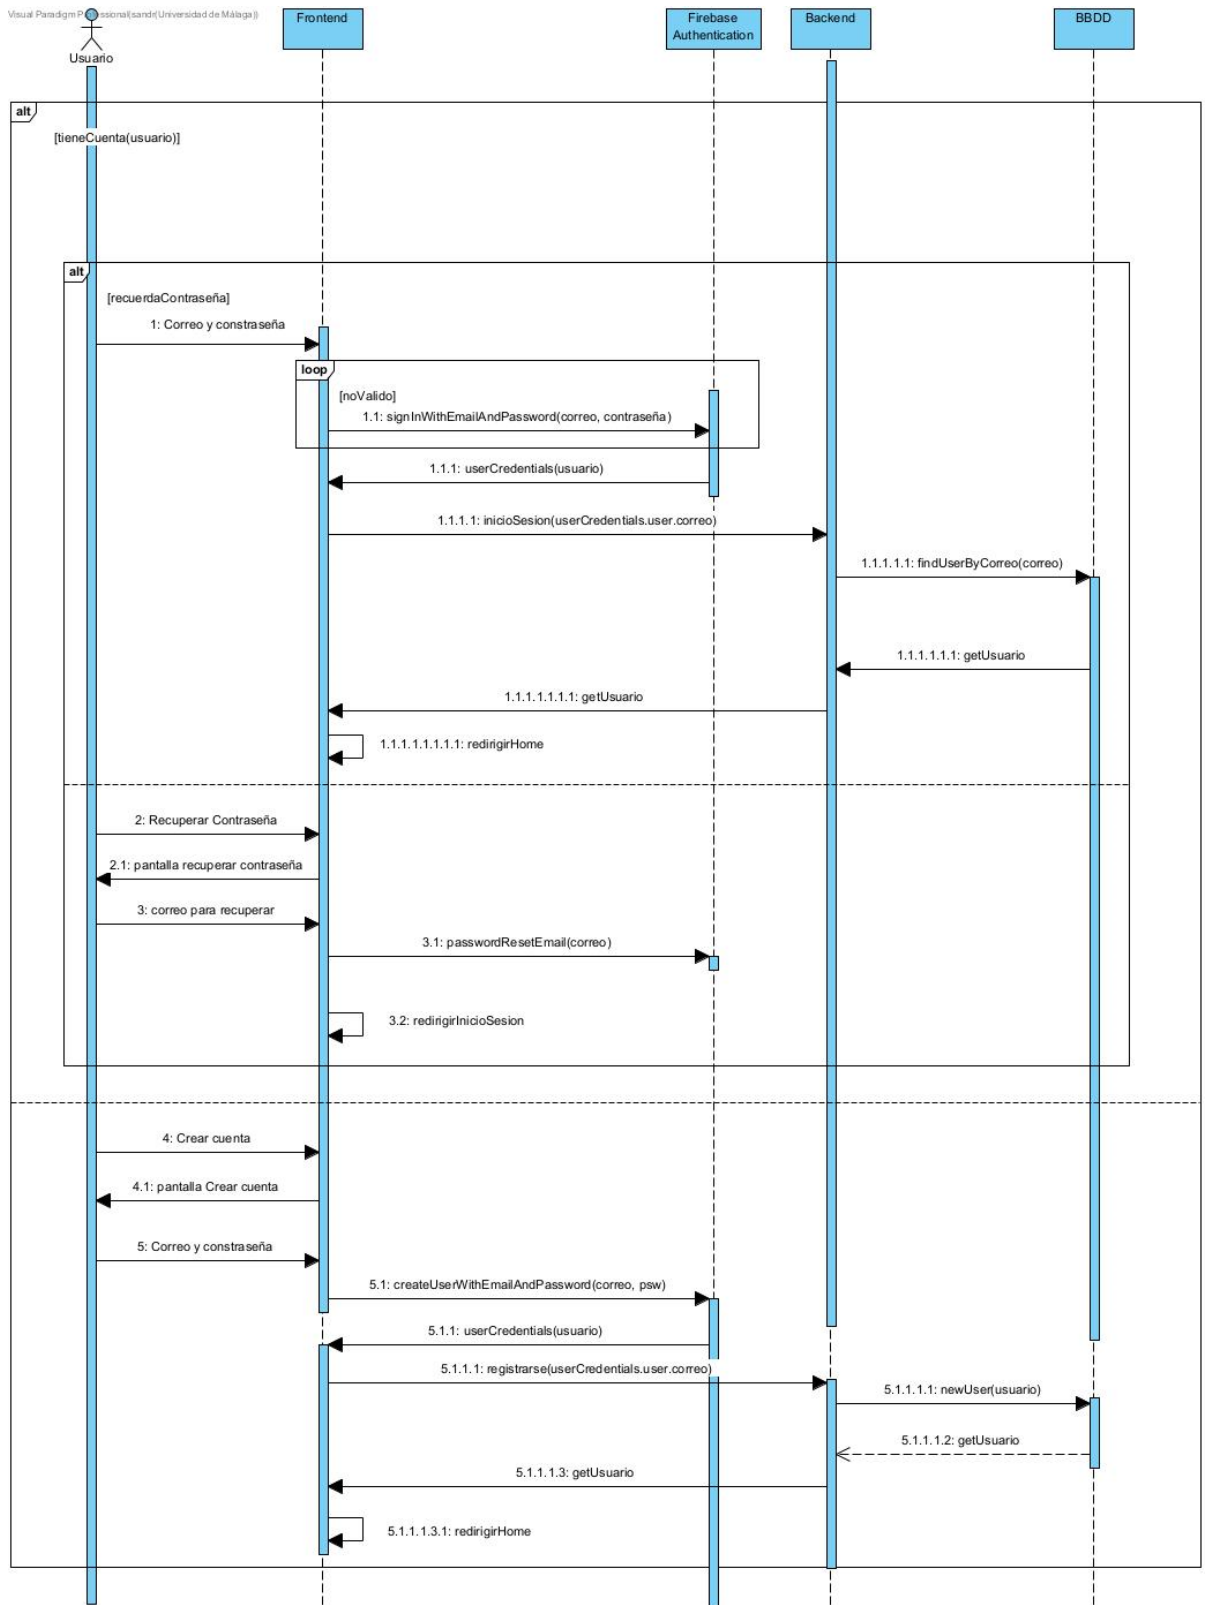 Visual Paradigm Professional(sandr(Universidad de Málaga))
Usuario
Frontend
Firebase
Authentication
Backend
BBDD
alt
[tieneCuenta(usuario)]
alt
[recuerdaContraseña]
1: Correo y constraseña
loop
[noValido]
1.1: signInWithEmailAndPassword(correo, contraseña)
1.1.1: userCredentials(usuario)
1.1.1.1: inicioSesion(userCredentials.user.correo)
1.1.1.1.1: findUserByCorreo(correo)
1.1.1.1.1.1: getUsuario
1.1.1.1.1.1.1: getUsuario
1.1.1.1.1.1.1.1: redirigirHome
2: Recuperar Contraseña
2.1: pantalla recuperar contraseña
3: correo para recuperar
3.1: passwordResetEmail(correo)
3.2: redirigirInicioSesion
4: Crear cuenta
4.1: pantalla Crear cuenta
5: Correo y constraseña
5.1: createUserWithEmailAndPassword(correo, psw)
5.1.1: userCredentials(usuario)
5.1.1.1: registrarse(userCredentials.user.correo)
5.1.1.1.1: newUser(usuario)
5.1.1.1.2: getUsuario
5.1.1.1.3: getUsuario
5.1.1.1.3.1: redirigirHome